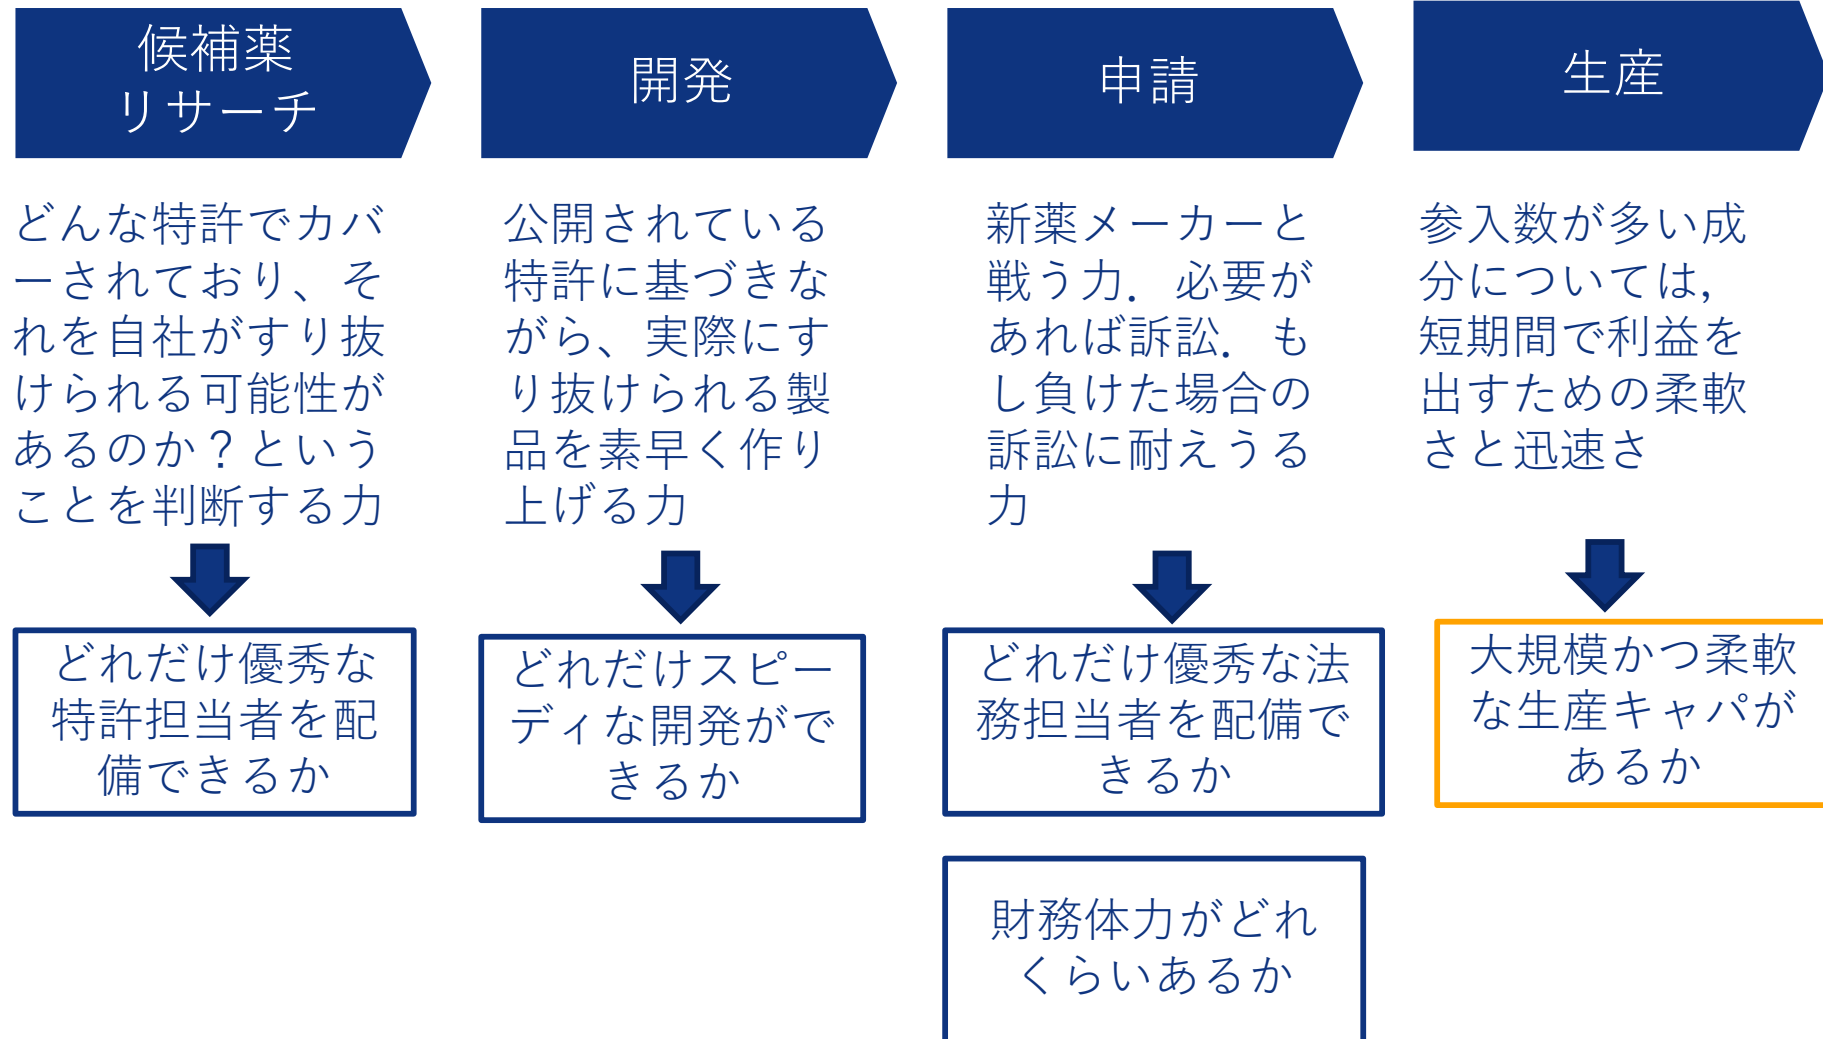 候補薬
リサーチ
どんな特許でカバ
ーされており、そ
れを自社がすり抜
けられる可能性が
あるのか？という
ことを判断する力
どれだけ優秀な
特許担当者を配
備できるか
開発
公開されている
特許に基づきな
がら、実際にす
り抜けられる製
品を素早く作り
上げる力
どれだけスピー
ディな開発がで
きるか
申請
新薬メーカーと
戦う力．必要が
あれば訴訟．も
し負けた場合の
訴訟に耐えうる
力
どれだけ優秀な法
務担当者を配備で
きるか
財務体力がどれ
くらいあるか
生産
参入数が多い成
分については，
短期間で利益を
出すための柔軟
さと迅速さ
大規模かつ柔軟
な生産キャパが
あるか